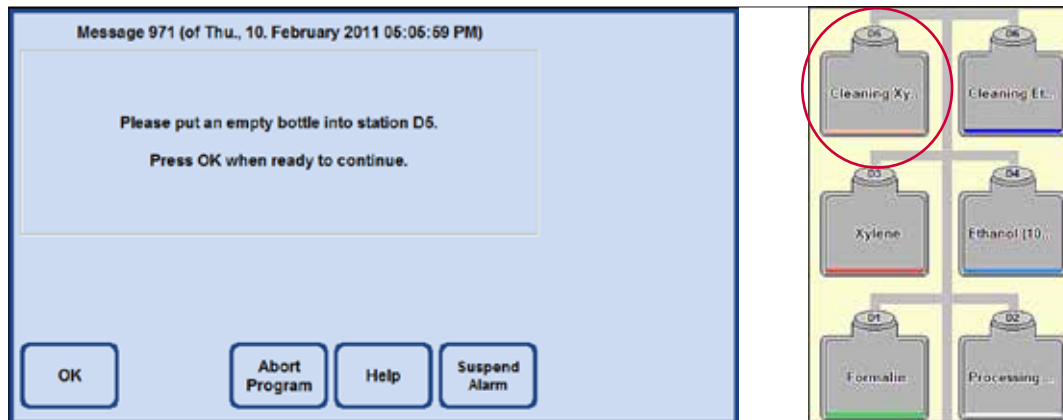 Message 971 (of Thu., 10. February 2011 05:05:59 PM)
Please put an empty bottle into station D5.
Press OK when ready to continue.
OK
Abort
Program
Help
Suspend
Alarm
D5
D6
Cleaning Xy..
Cleaning Et...
D3
D4
Xylene
Ethanol (10...
D1
D2
Formalin
Processing ...